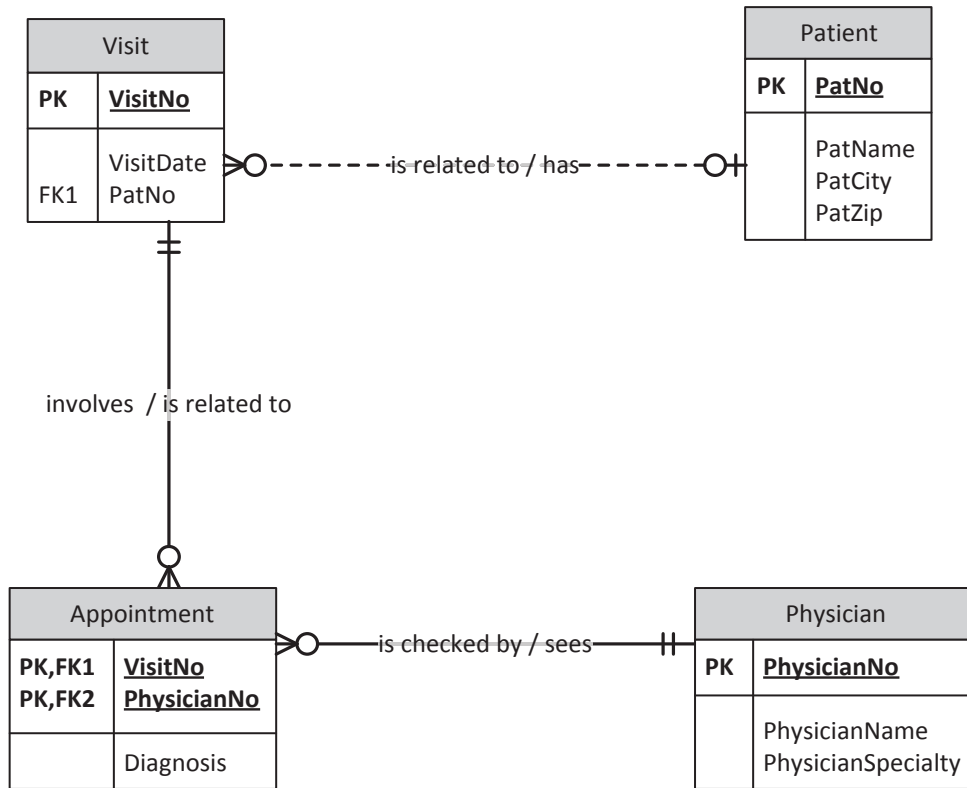 Visit
PK VisitNo
VisitDate
FK1 PatNo
is related to / has
Patient
PK PatNo
PatName
PatCity
PatZip
involves / is related to
Appointment
PK,FK1 VisitNo
PK,FK2 PhysicianNo
Diagnosis
is checked by / sees
Physician
PK PhysicianNo
PhysicianName
PhysicianSpecialty